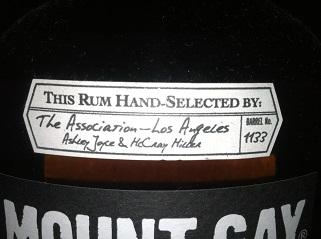 THIS RUM HAND-SELECTED BY:
The Association-Los Angeles
Ashley Joyce & McCray Miller
BARREL No.
1133
MOUNT GAY®